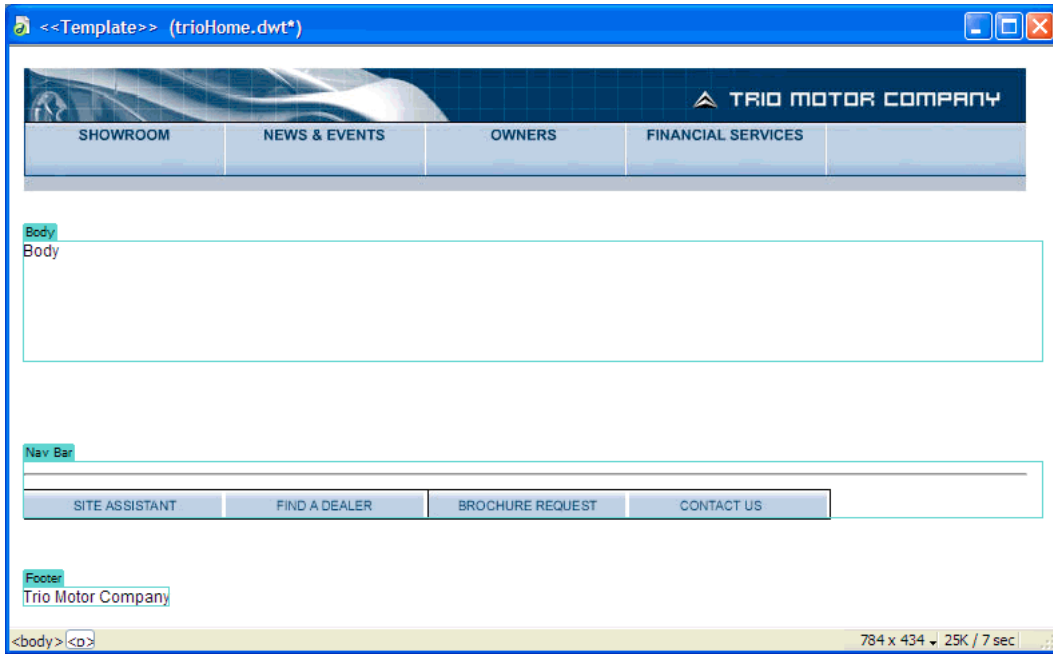 <<Template>> (trioHome.dwt*)
TRIO MOTOR COMPANY
SHOWROOM NEWS & EVENTS OWNERS FINANCIAL SERVICES
Body
Body
Nav Bar
SITE ASSISTANT FIND A DEALER BROCHURE REQUEST CONTACT US
Footer
Trio Motor Company
<body> <p> 784 x 434 25K / 7 sec